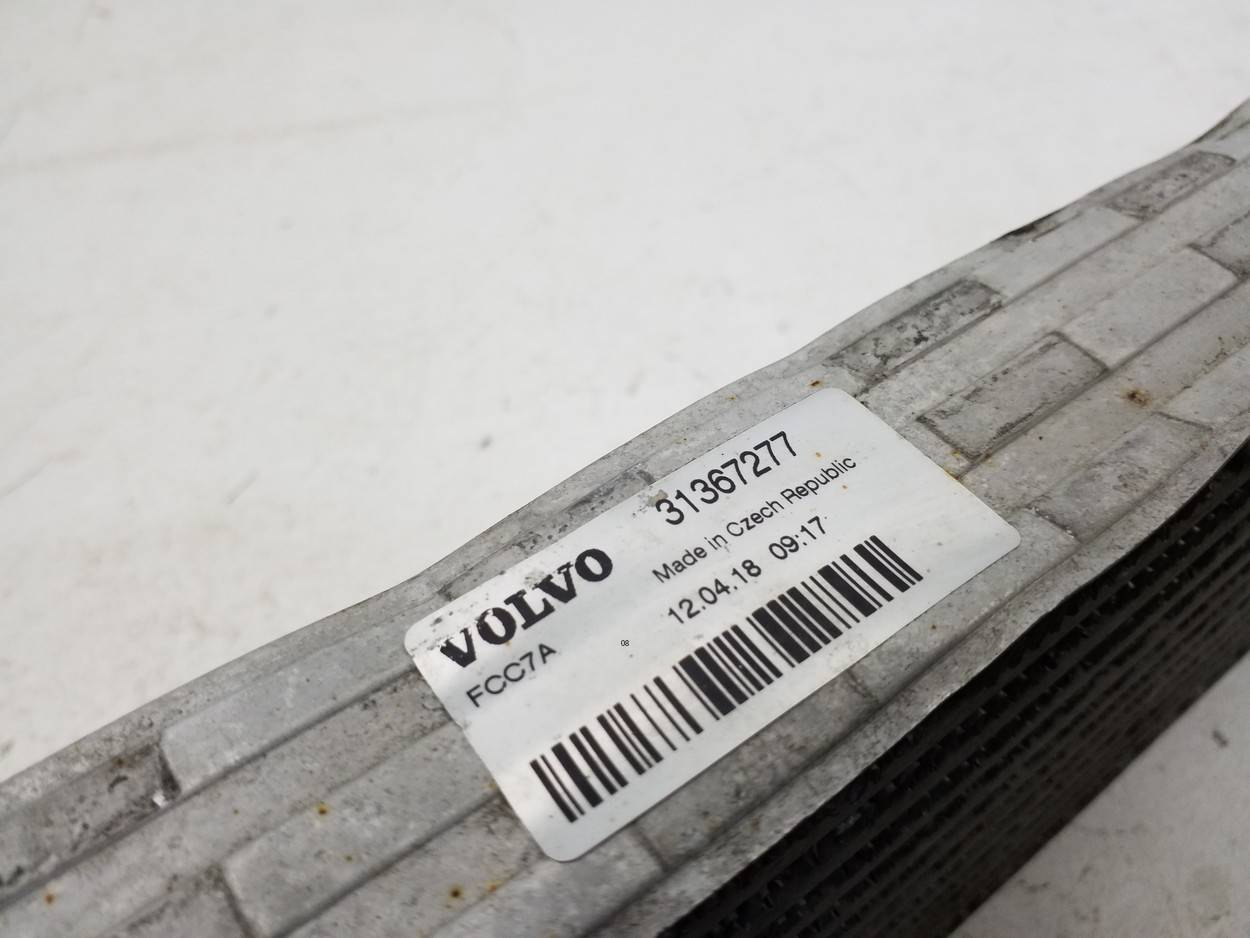 VOLVO
31367277
Made in Czech Republic
FCC7A
08
12.04.18 09:17